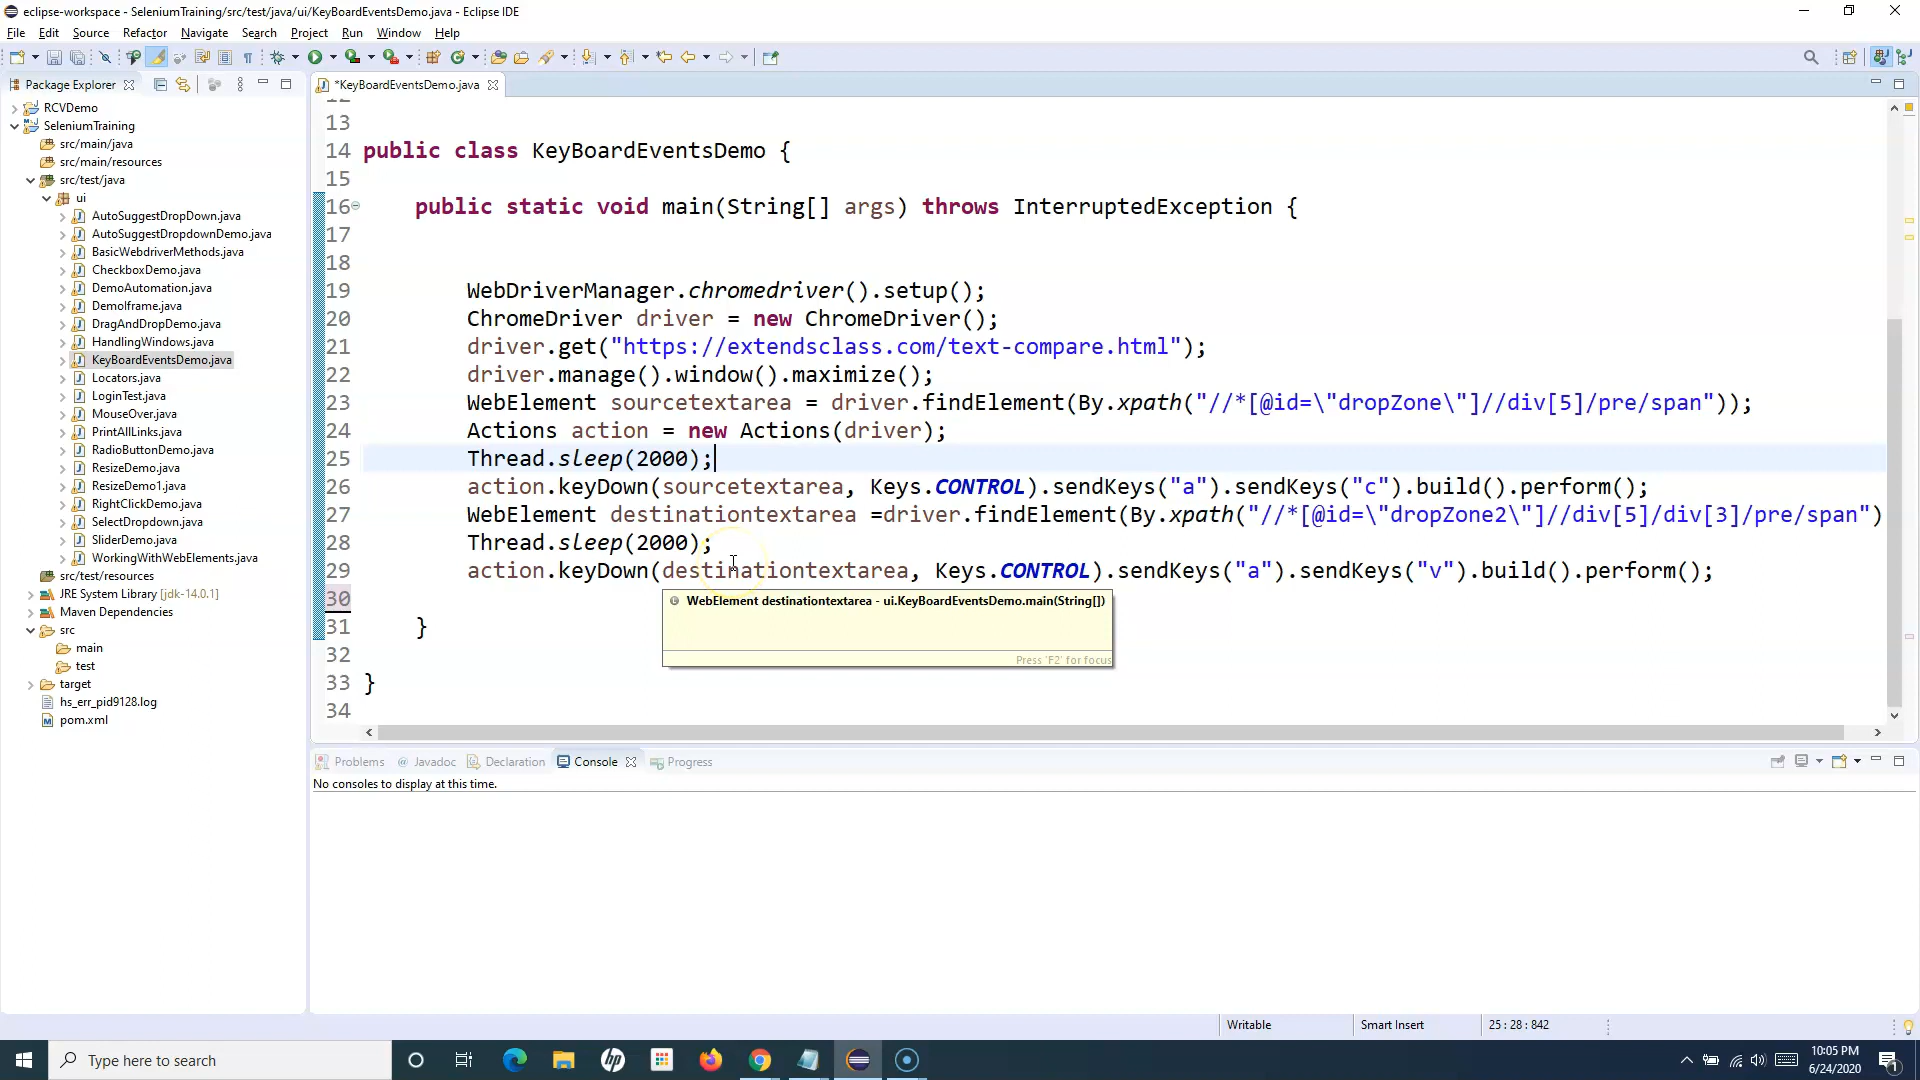 eclipse-workspace - SeleniumTraining/src/test/java/ui/KeyBoardEventsDemo.java - Eclipse IDE
File Edit Source Refactor Navigate Search Project Run Window Help
Package Explorer
*KeyBoardEventsDemo.java
RCVDemo
SeleniumTraining
src/main/java
src/main/resources
src/test/java
ui
AutoSuggestDropDown.java
AutoSuggestDropdownDemo.java
BasicWebdriverMethods.java
CheckboxDemo.java
DemoAutomation.java
DemoIframe.java
DragAndDropDemo.java
HandlingWindows.java
KeyBoardEventsDemo.java
Locators.java
LoginTest.java
MouseOver.java
PrintAllLinks.java
RadioButtonDemo.java
ResizeDemo.java
ResizeDemo1.java
RightClickDemo.java
SelectDropdown.java
SliderDemo.java
WorkingWithWebElements.java
src/test/resources
JRE System Library [jdk-14.0.1]
Maven Dependencies
src
main
test
target
hs_err_pid9128.log
pom.xml
13
14 public class KeyBoardEventsDemo {
15
16 public static void main(String[] args) throws InterruptedException {
17
18
19 WebDriverManager.chromedriver().setup();
20 ChromeDriver driver = new ChromeDriver();
21 driver.get("https://extendsclass.com/text-compare.html");
22 driver.manage().window().maximize();
23 WebElement sourcetextarea = driver.findElement(By.xpath("//*[@id=\"dropZone\"]//div[5]/pre/span"));
24 Actions action = new Actions(driver);
25 Thread.sleep(2000);
26 action.keyDown(sourcetextarea, Keys.CONTROL).sendKeys("a").sendKeys("c").build().perform();
27 WebElement destinationtextarea =driver.findElement(By.xpath("//*[@id=\"dropZone2\"]//div[5]/div[3]/pre/span")
28 Thread.sleep(2000);
29 action.keyDown(destinationtextarea, Keys.CONTROL).sendKeys("a").sendKeys("v").build().perform();
30
WebElement destinationtextarea - ui.KeyBoardEventsDemo.main(String[])
Press 'F2' for focus
31 }
32
33 }
34
Problems @ Javadoc Declaration Console Progress
No consoles to display at this time.
Writable Smart Insert 25 : 28 : 842
Type here to search
10:05 PM
6/24/2020
1